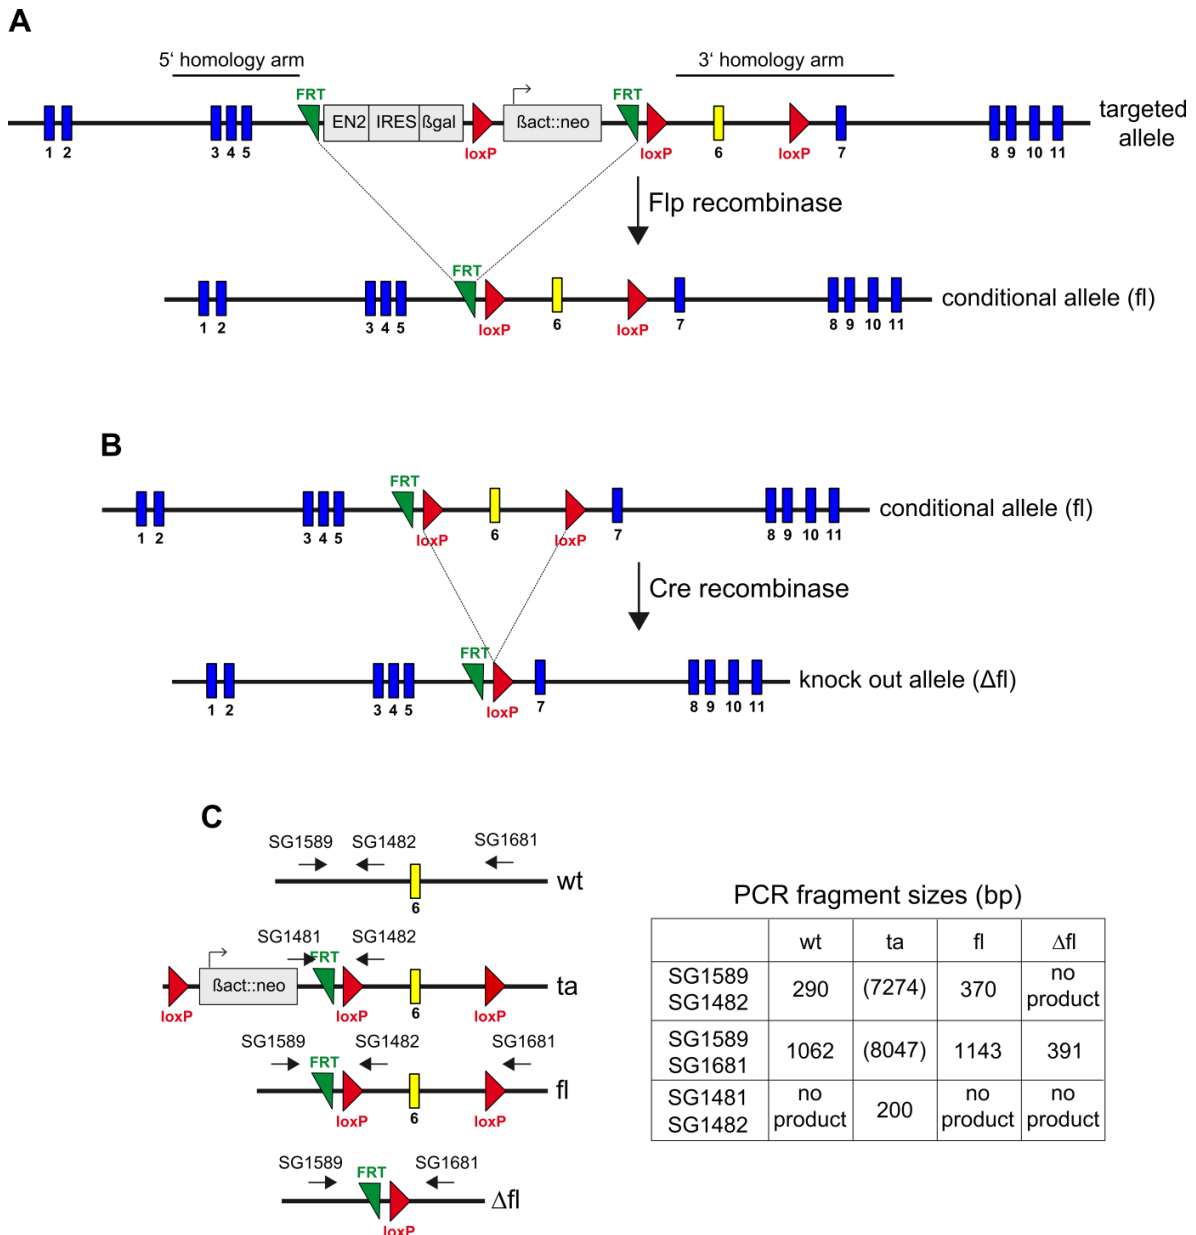 A
5‘ homology arm
3‘ homology arm
FRT
FRT
EN2 IRES ßgal
ßact::neo
targeted
allele
1 2 3 4 5 loxP loxP 6 loxP 7 8 9 10 11
Flp recombinase
FRT
conditional allele (fl)
1 2 3 4 5 loxP 6 loxP 7 8 9 10 11
B
FRT
conditional allele (fl)
1 2 3 4 5 loxP 6 loxP 7 8 9 10 11
Cre recombinase
FRT
knock out allele (Δfl)
1 2 3 4 5 loxP 7 8 9 10 11
C
SG1589 SG1482 SG1681
wt
6
SG1481 SG1482
FRT
ßact::neo
ta
loxP loxP 6 loxP
SG1589 SG1482 SG1681
FRT
fl
loxP 6 loxP
SG1589 SG1681
FRT
Δfl
loxP
PCR fragment sizes (bp)
wt ta fl Δfl
SG1589
SG1482
290 (7274) 370 no
product
SG1589
SG1681
1062 (8047) 1143 391
SG1481
SG1482
no
product
200
no
product
no
product